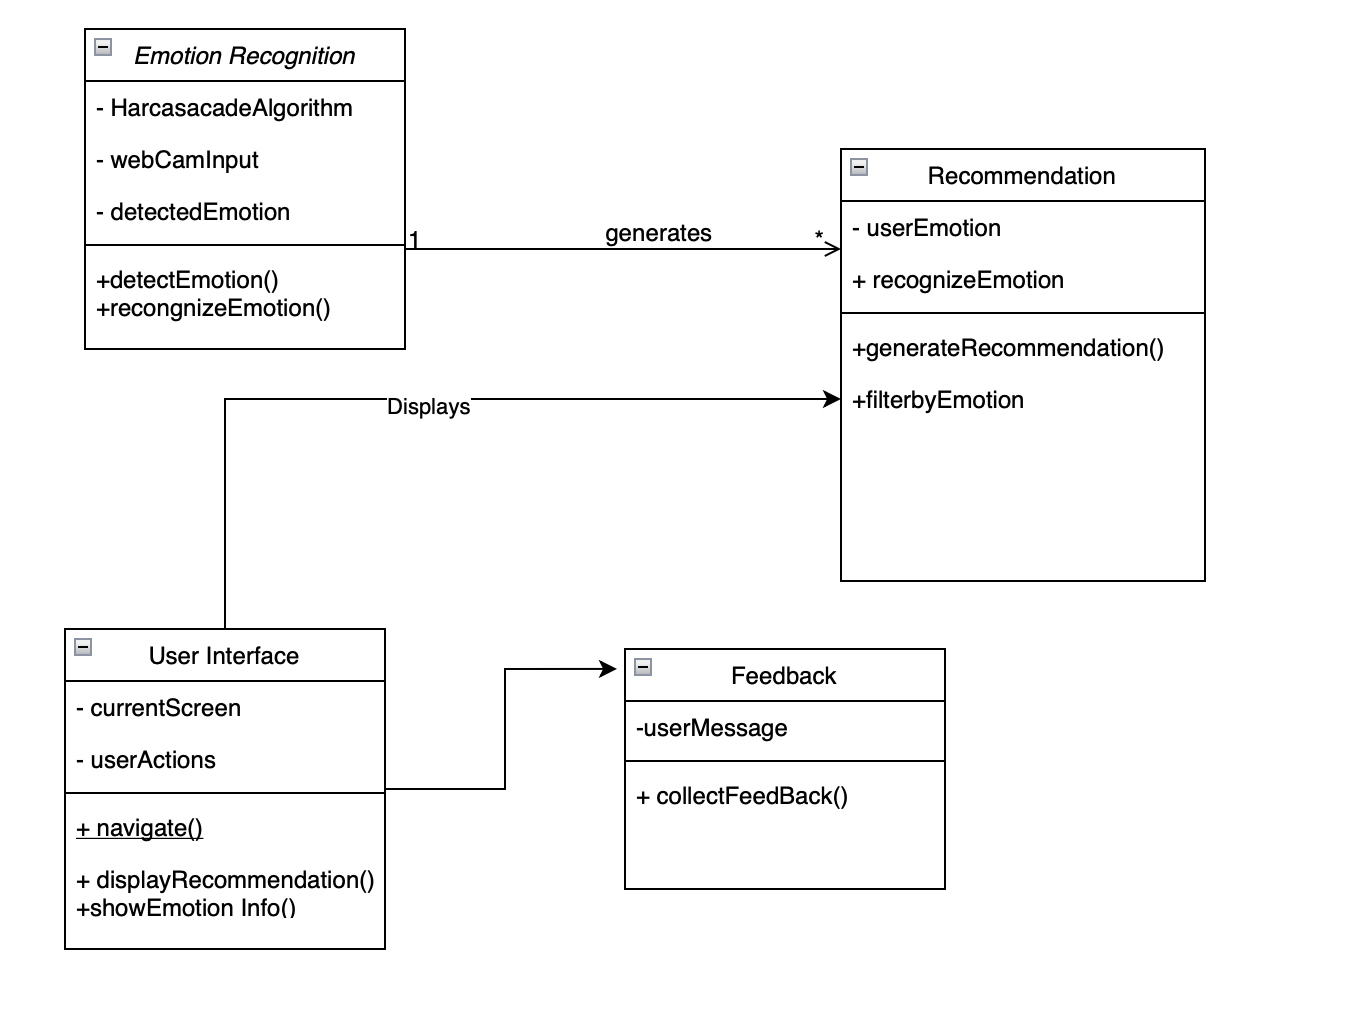 Emotion Recognition
- HarcasacadeAlgorithm
- webCamInput
- detectedEmotion
+detectEmotion()
+recongnizeEmotion()
1
generates
*
Recommendation
- userEmotion
+ recognizeEmotion
+generateRecommendation()
+filterbyEmotion
Displays
User Interface
- currentScreen
- userActions
+ navigate()
+ displayRecommendation()
+showEmotion Info()
Feedback
-userMessage
+ collectFeedBack()